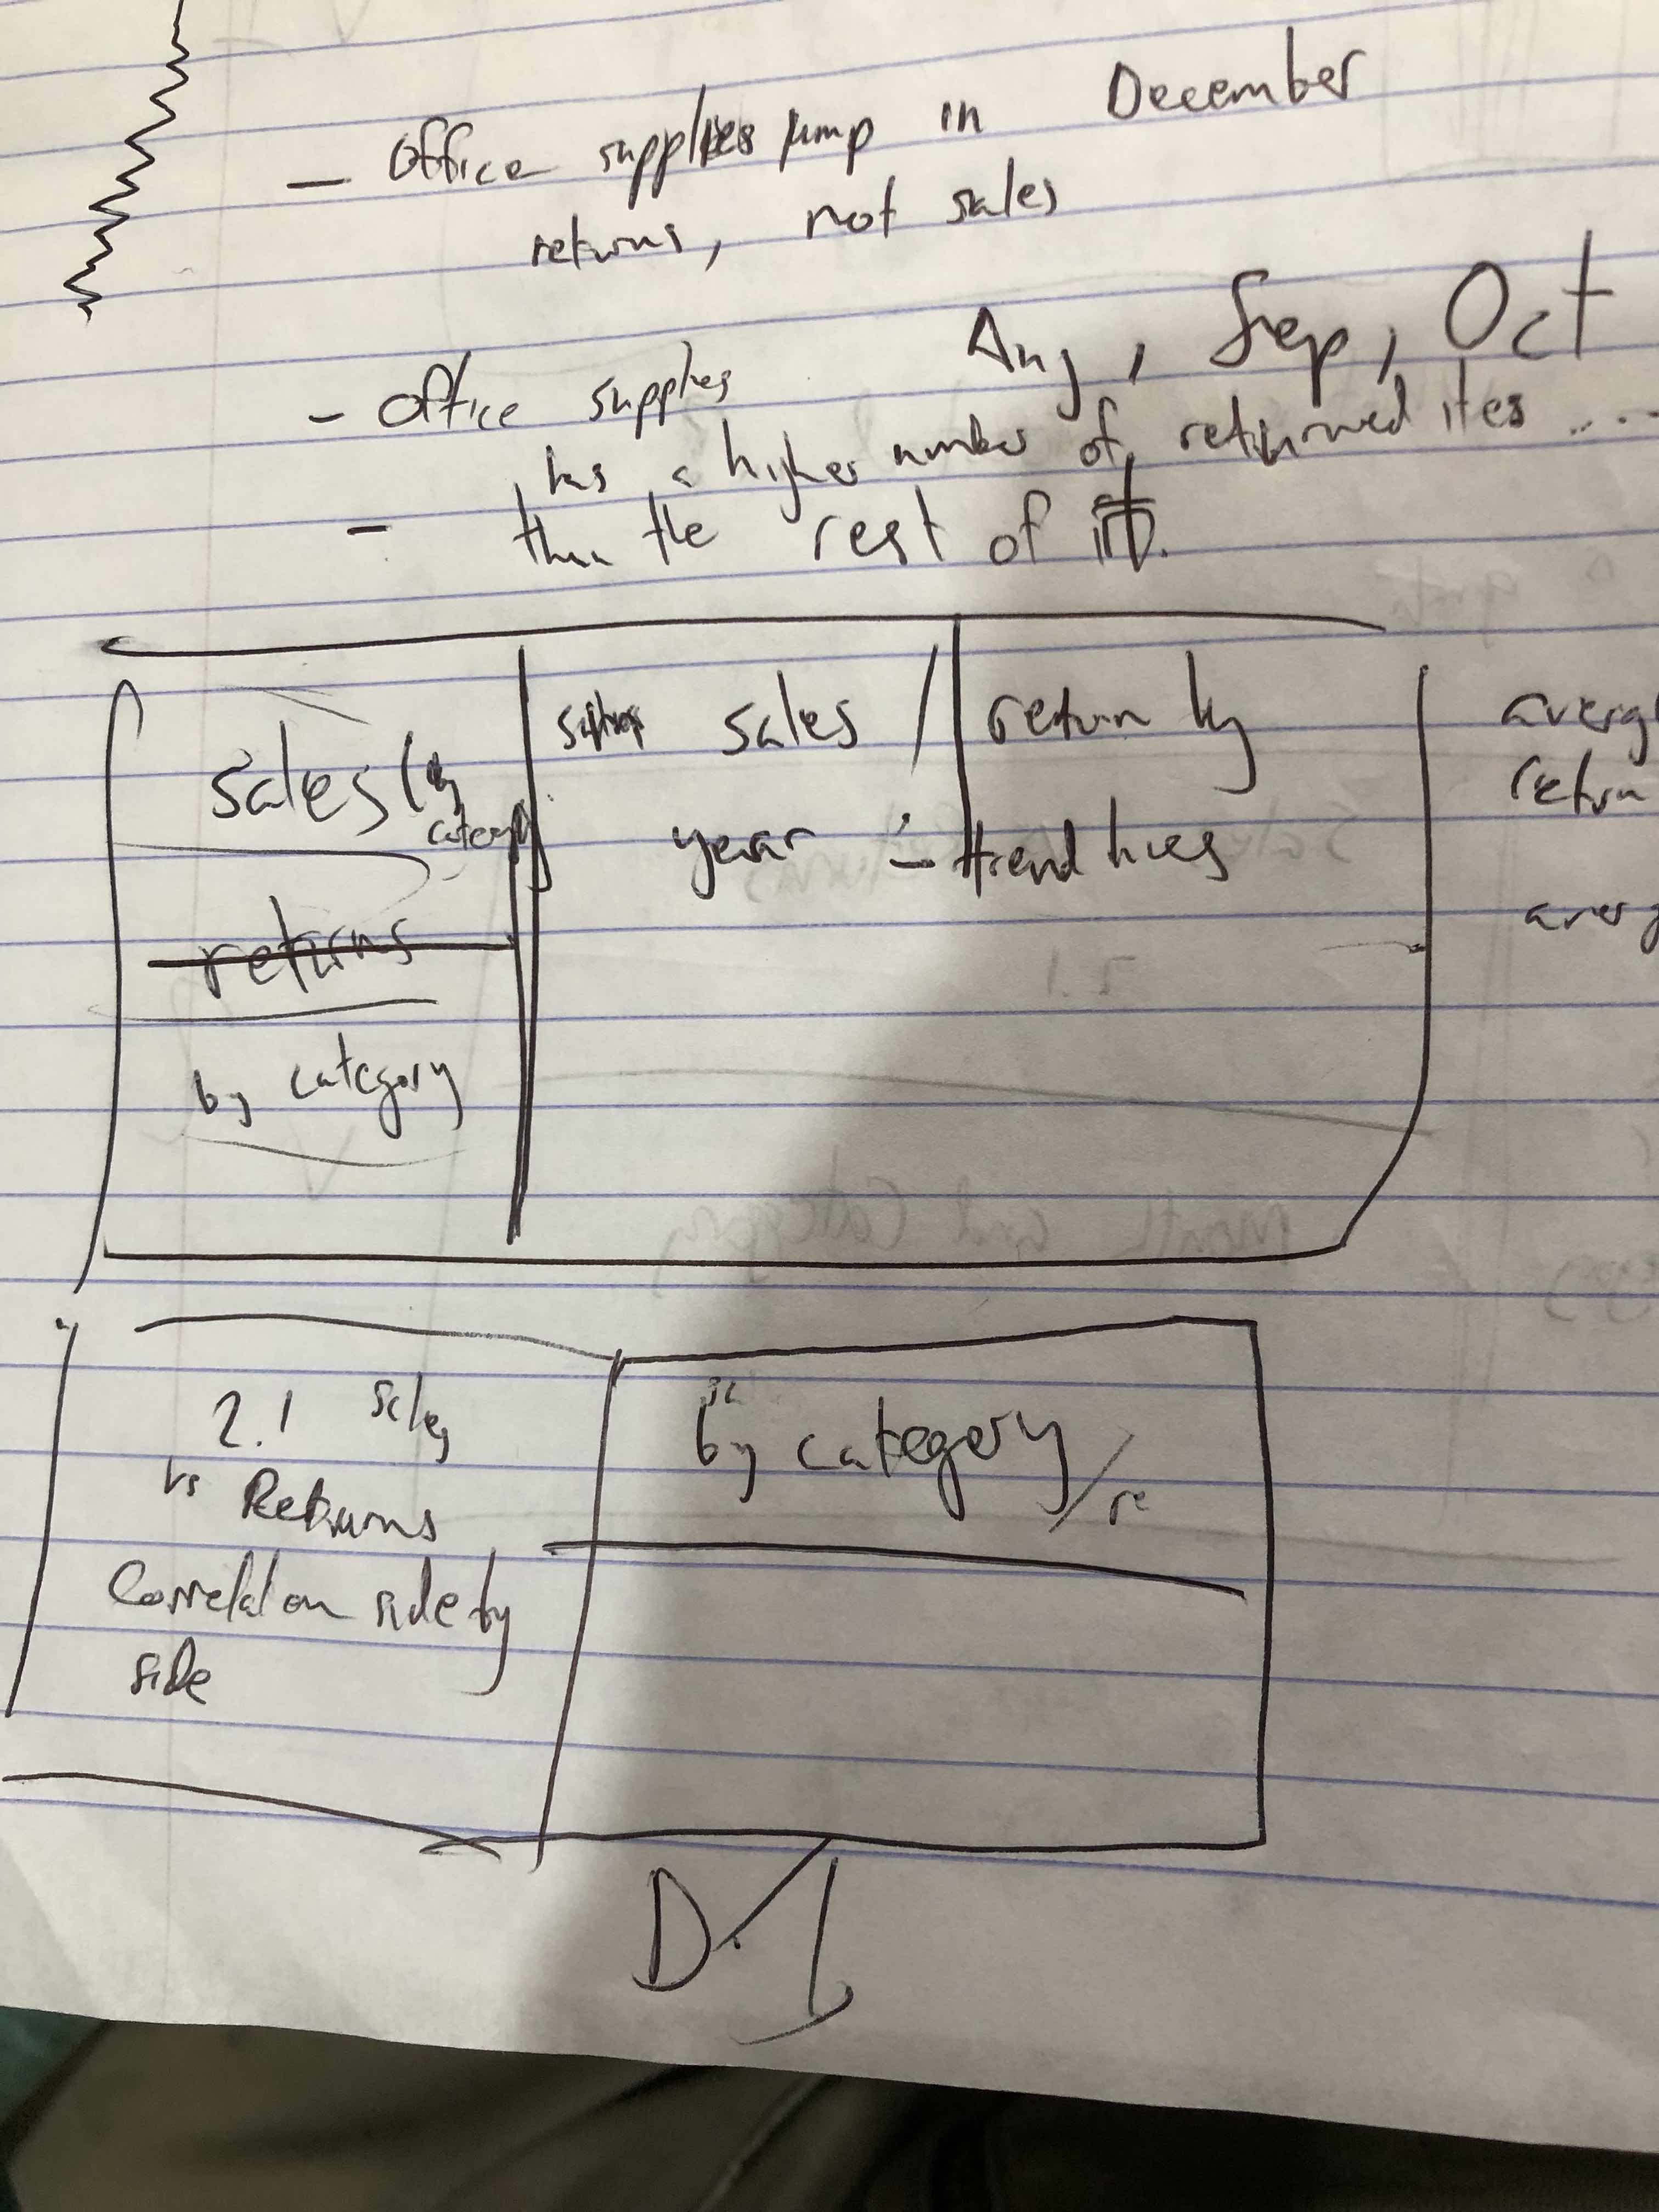 - Office supplies jump in December
returns, not sales
Aug, Sep, Oct
- Office supplies
has a higher number of returned ites ....
- than the rest of it.
sales by category
sales / return by
year - trend lines
returns
by category
averg
return
averg
2.1 Sales
vs Returns
Correlation side by
side
by category / re